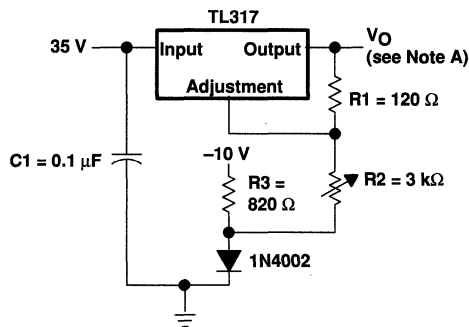 TL317
35 V
Input
Output
V_O
(see Note A)
Adjustment
R1 = 120 Ω
–10 V
C1 = 0.1 µF
R3 =
820 Ω
R2 = 3 kΩ
1N4002